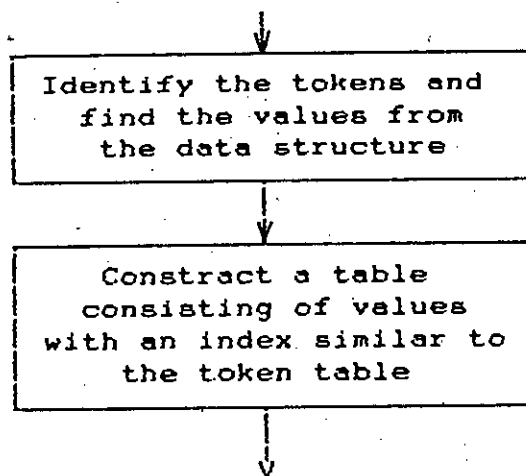 Identify the tokens and
find the values from
the data structure
Constract a table
consisting of values
with an index similar to
the token table